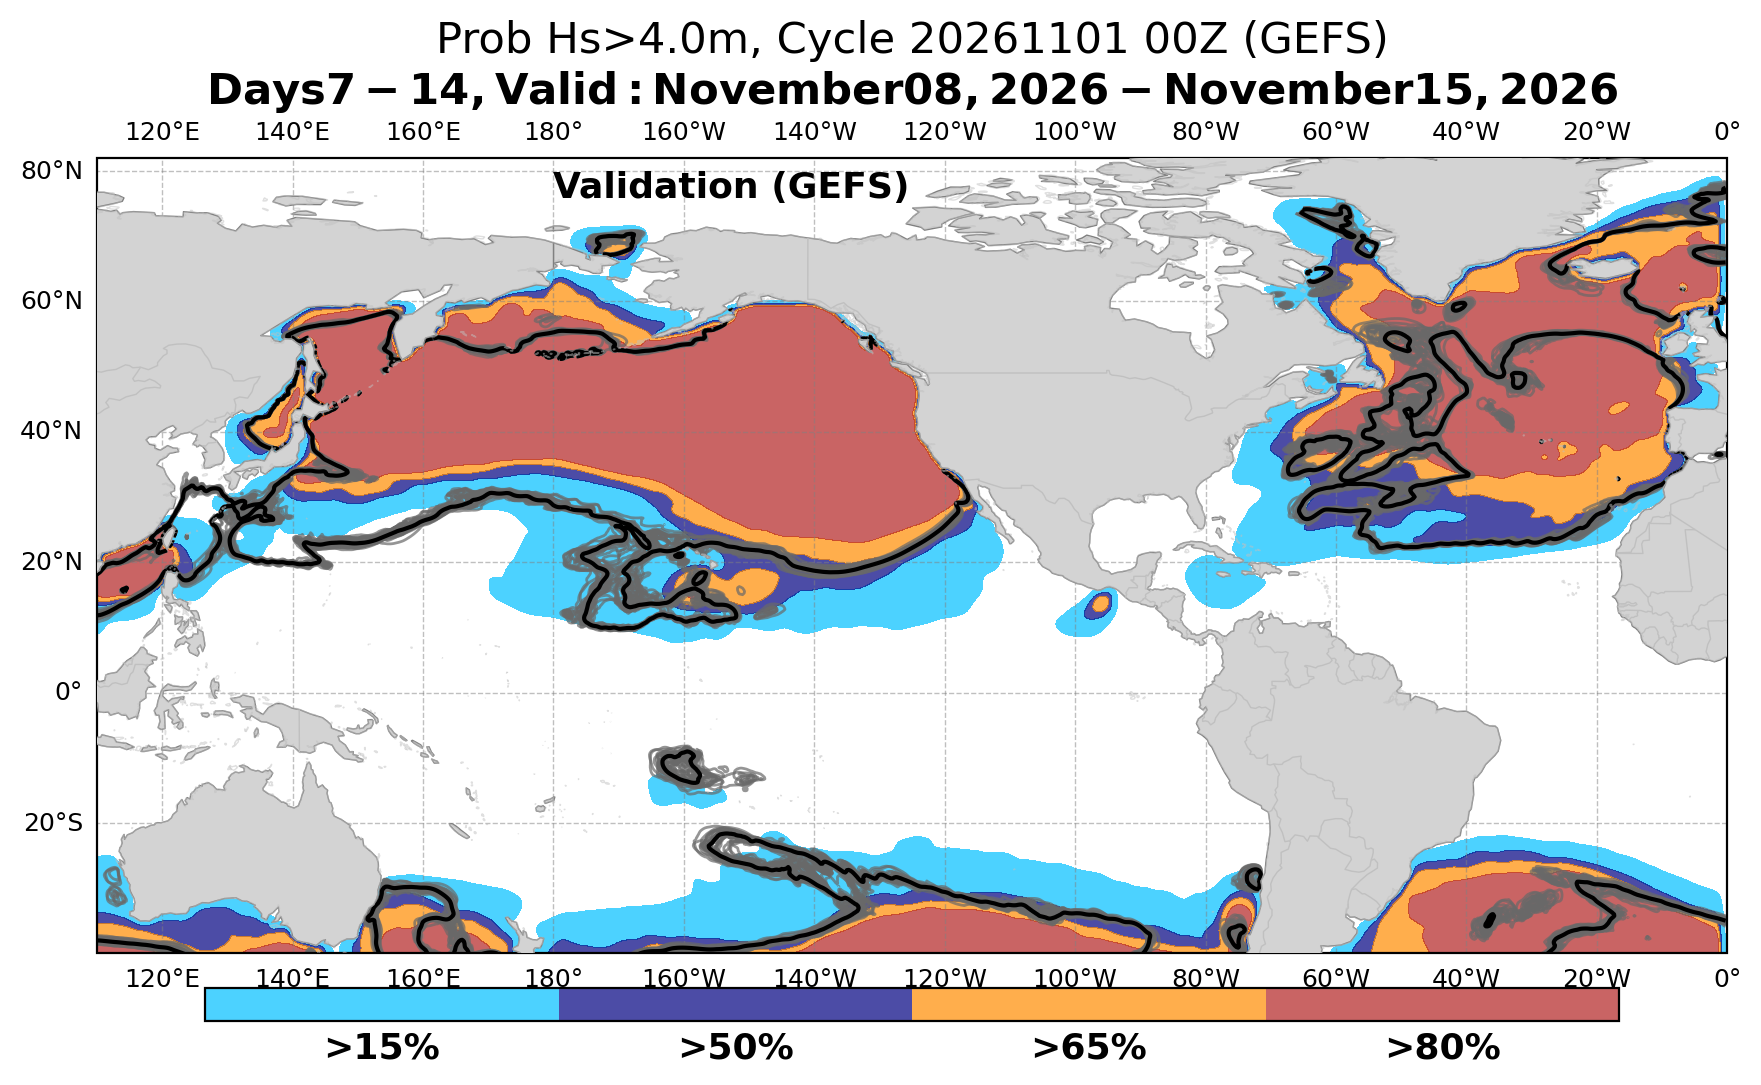 Prob Hs>4.0m, Cycle 20261101 00Z (GEFS)
Days7 − 14, Valid : November08, 2026 − November15, 2026
120°E 140°E 160°E 180° 160°W 140°W 120°W 100°W 80°W 60°W 40°W 20°W 0°
80°N
Validation (GEFS)
60°N
40°N
20°N
0°
20°S
120°E 140°E 160°E 180° 160°W 140°W 120°W 100°W 80°W 60°W 40°W 20°W 0°
>15% >50% >65% >80%